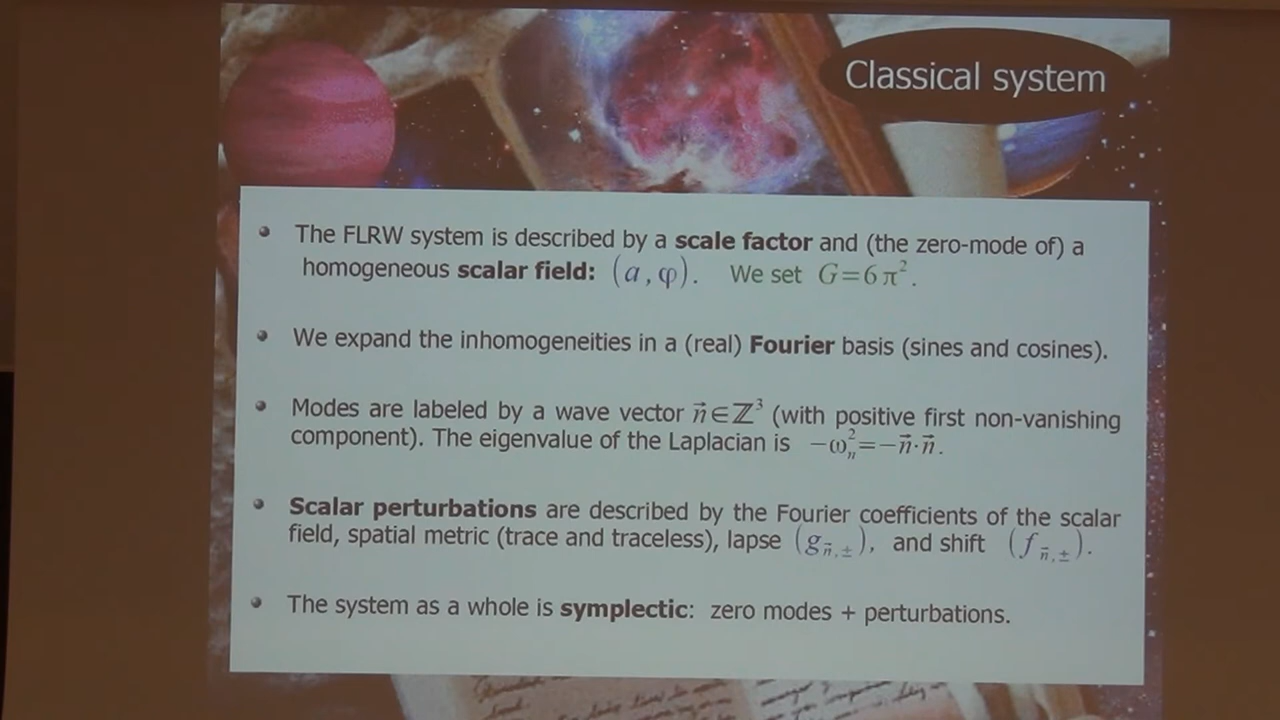 Classical system
The FLRW system is described by a scale factor and (the zero-mode of) a
homogeneous scalar field: (a, φ). We set G=6π².
We expand the inhomogeneities in a (real) Fourier basis (sines and cosines).
Modes are labeled by a wave vector n⃗∈ℤ³ (with positive first non-vanishing
component). The eigenvalue of the Laplacian is −ωₙ²=−n⃗·n⃗.
Scalar perturbations are described by the Fourier coefficients of the scalar
field, spatial metric (trace and traceless), lapse (g_{n⃗,±}), and shift (f_{n⃗,±}).
The system as a whole is symplectic: zero modes + perturbations.